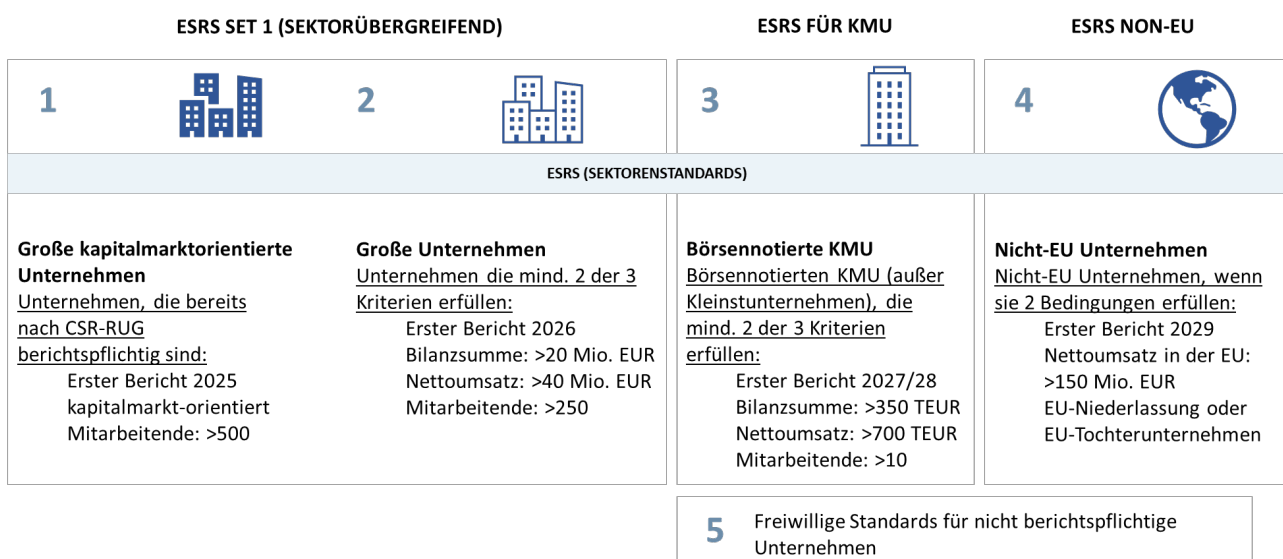 ESRS SET 1 (SEKTORÜBERGREIFEND)
ESRS FÜR KMU
ESRS NON-EU
1
2
3
4
ESRS (SEKTORENSTANDARDS)
Große kapitalmarktorientierte
Unternehmen
Unternehmen, die bereits
nach CSR-RUG
berichtspflichtig sind:
Erster Bericht 2025
kapitalmarkt-orientiert
Mitarbeitende: >500
Große Unternehmen
Unternehmen die mind. 2 der 3
Kriterien erfüllen:
Erster Bericht 2026
Bilanzsumme: >20 Mio. EUR
Nettoumsatz: >40 Mio. EUR
Mitarbeitende: >250
Börsennotierte KMU
Börsennotierten KMU (außer
Kleinstunternehmen), die
mind. 2 der 3 Kriterien
erfüllen:
Erster Bericht 2027/28
Bilanzsumme: >350 TEUR
Nettoumsatz: >700 TEUR
Mitarbeitende: >10
Nicht-EU Unternehmen
Nicht-EU Unternehmen, wenn
sie 2 Bedingungen erfüllen:
Erster Bericht 2029
Nettoumsatz in der EU:
>150 Mio. EUR
EU-Niederlassung oder
EU-Tochterunternehmen
5
Freiwillige Standards für nicht berichtspflichtige
Unternehmen